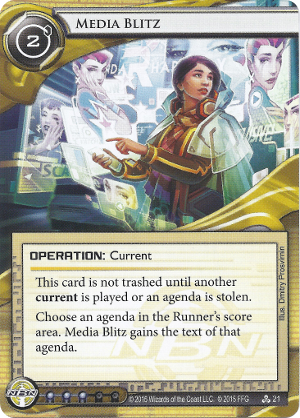 2
MEDIA BLITZ
OPERATION: Current
This card is not trashed until another
current is played or an agenda is stolen.
Choose an agenda in the Runner's score
area. Media Blitz gains the text of that
agenda.
Illus. Dmitry Prosvirnin
NBN
© 2015 Wizards of the Coast LLC. © 2015 FFG
21